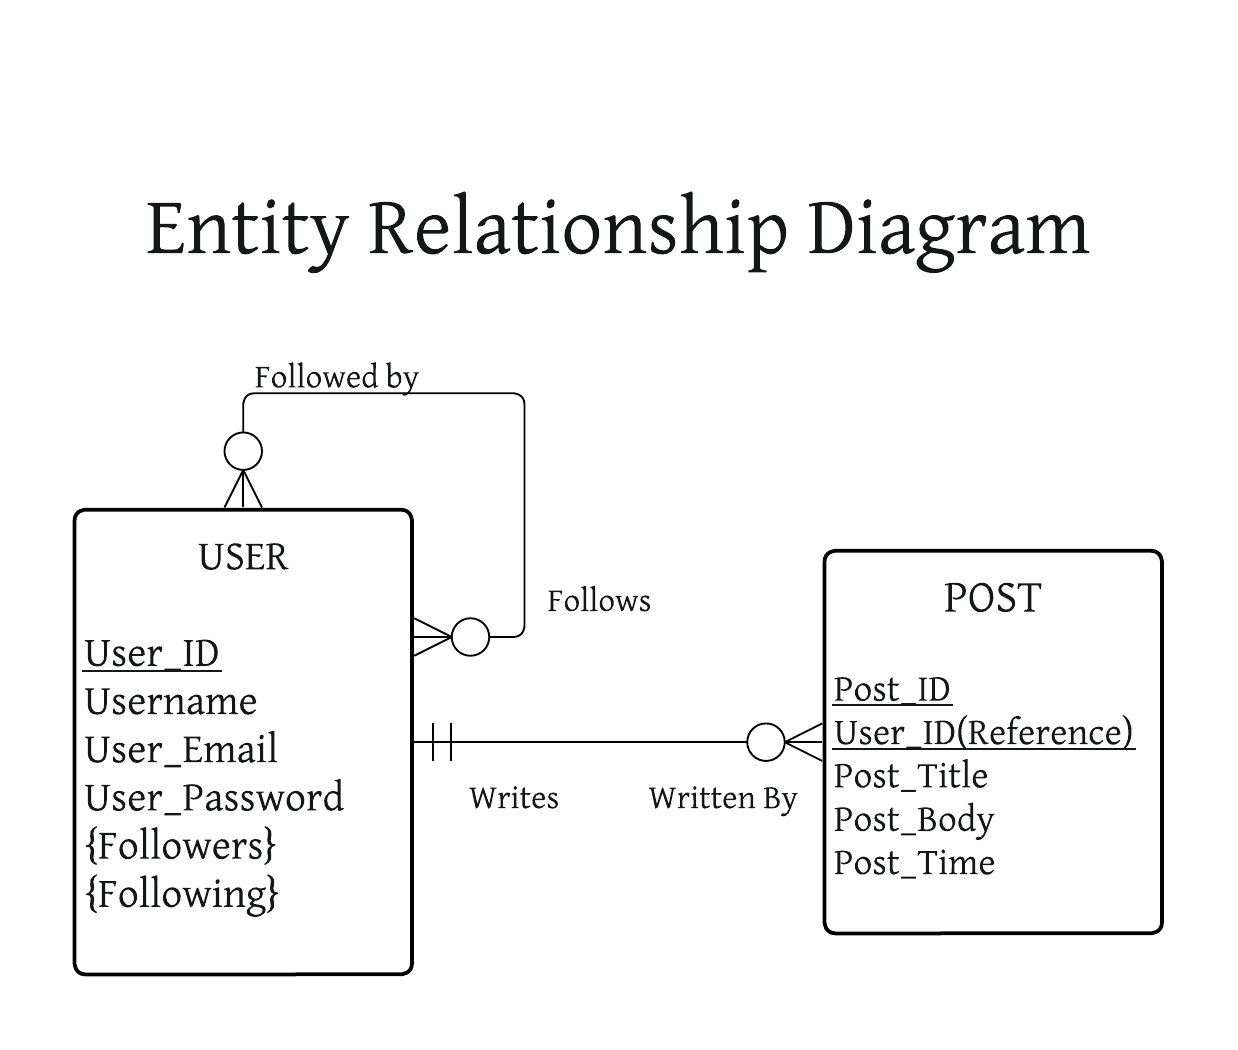 Entity Relationship Diagram
Followed by
USER
Follows
User_ID
Username
User_Email
User_Password
{Followers}
{Following}
Writes
Written By
POST
Post_ID
User_ID(Reference)
Post_Title
Post_Body
Post_Time